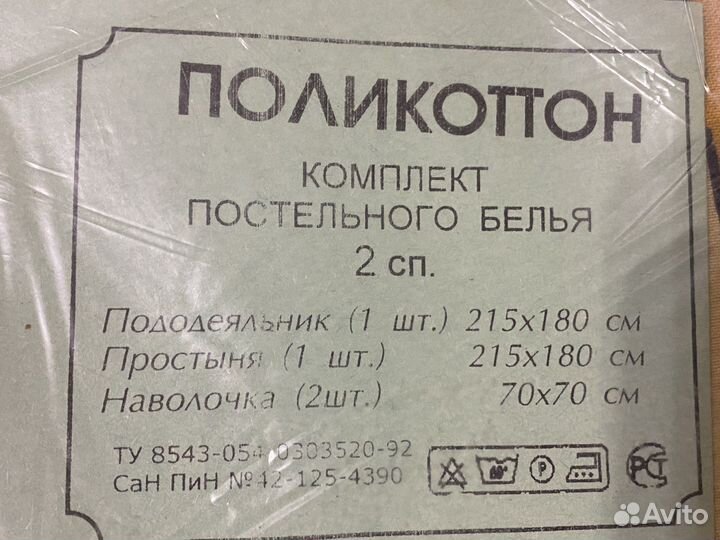 ПОЛИКОТТОН
КОМПЛЕКТ
ПОСТЕЛЬНОГО БЕЛЬЯ
2 сп.
Пододеяльник (1 шт.) 215х180 см
Простыня (1 шт.) 215х180 см
Наволочка (2шт.) 70х70 см
ТУ 8543-054-0303520-92
СаН ПиН №42-125-4390
60° Р РСТ
Avito